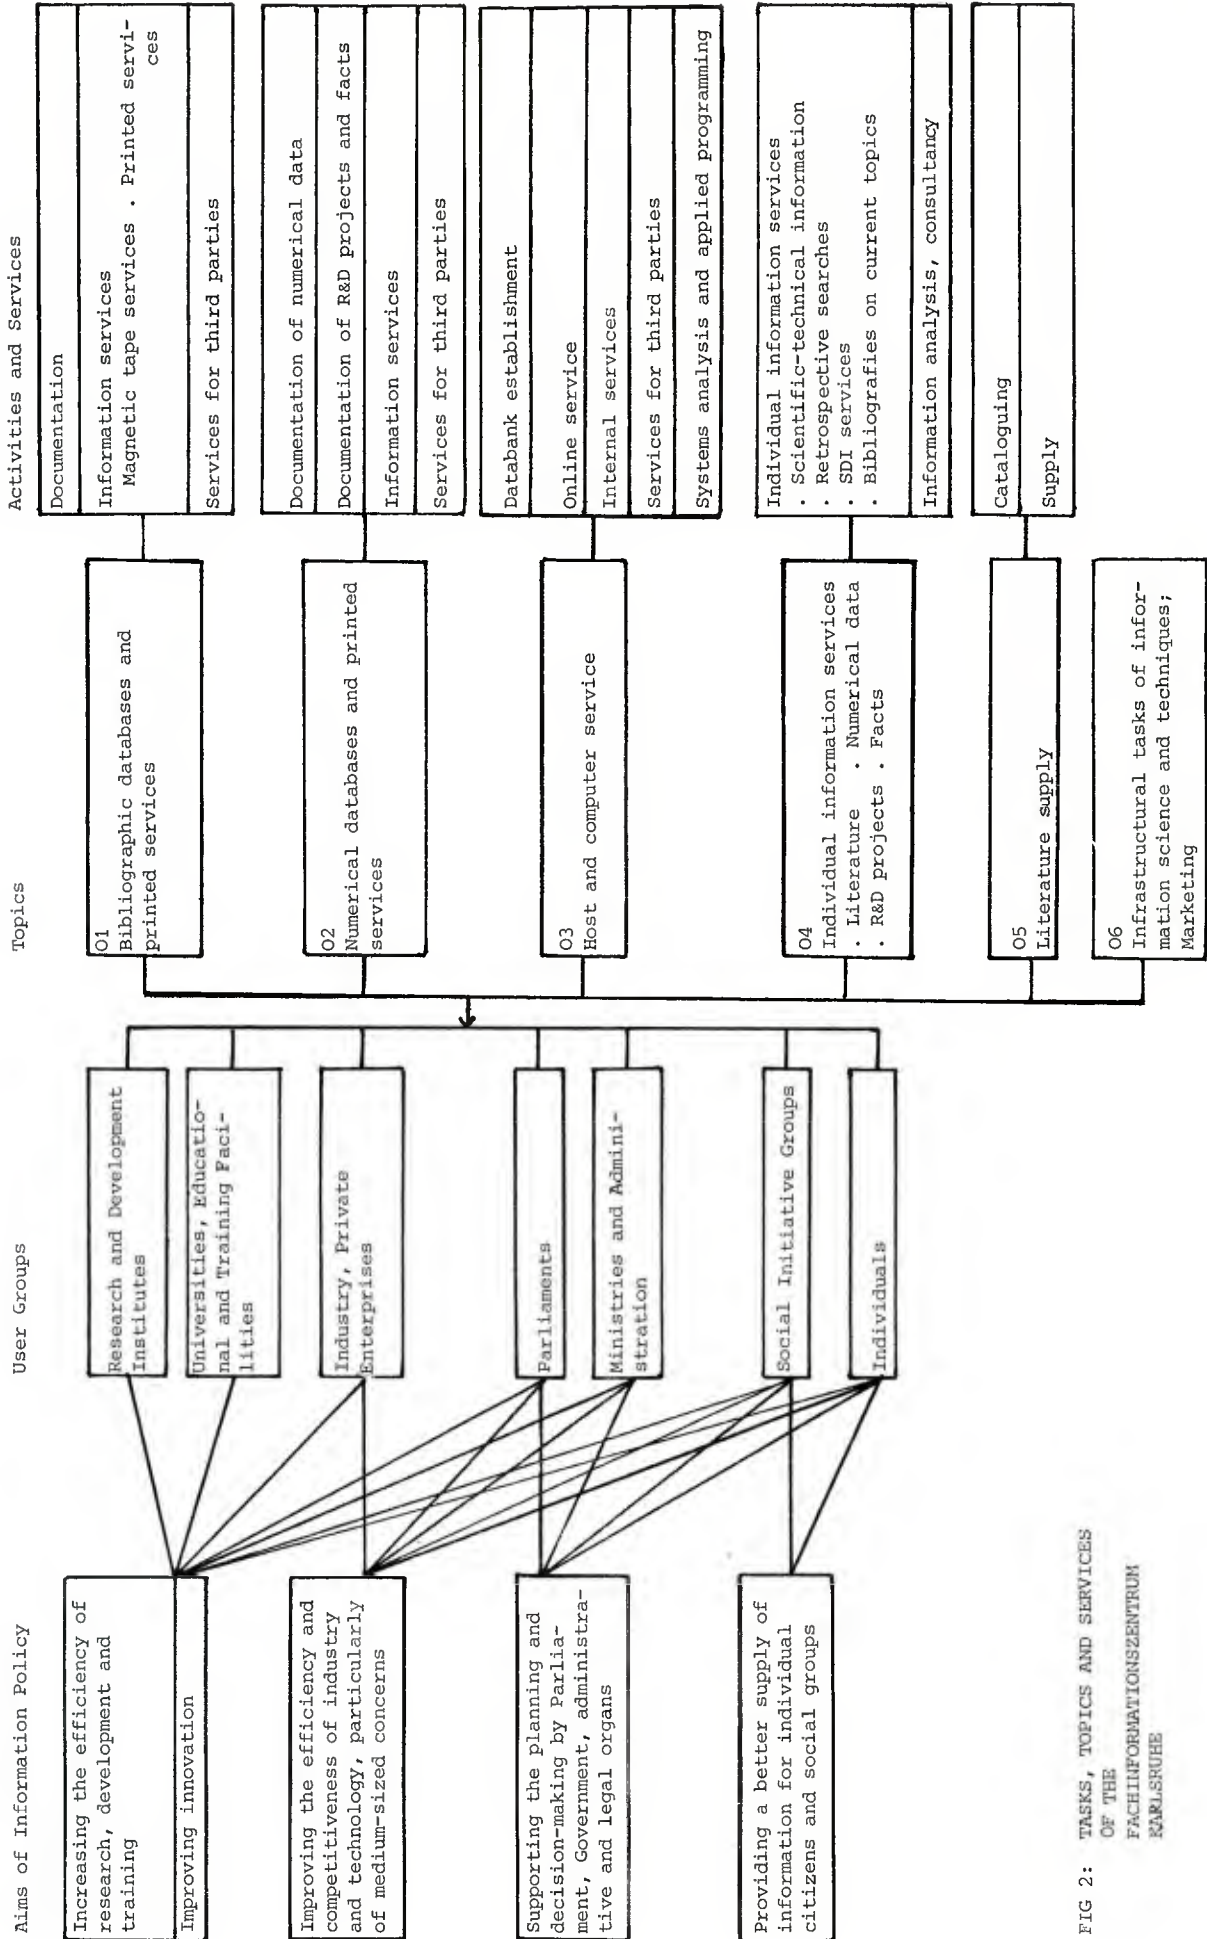 Aims of Information Policy
User Groups
Topics
Activities and Services
Increasing the efficiency of
research, development and
training
Improving innovation
Improving the efficiency and
competitiveness of industry
and technology, particularly
of medium-sized concerns
Supporting the planning and
decision-making by Parlia-
ment, Government, administra-
tive and legal organs
Providing a better supply of
information for individual
citizens and social groups
Research and Development
Institutes
Universities, Educatio-
nal and Training Faci-
lities
Industry, Private
Enterprises
Parliaments
Ministries and Admini-
stration
Social Initiative Groups
Individuals
01
Bibliographic databases and
printed services
02
Numerical databases and printed
services
03
Host and computer service
04
Individual information services
. Literature . Numerical data
. R&D projects . Facts
05
Literature supply
06
Infrastructural tasks of infor-
mation science and techniques;
Marketing
Documentation
Information services
Magnetic tape services . Printed servi-
ces
Services for third parties
Documentation of numerical data
Documentation of R&D projects and facts
Information services
Services for third parties
Databank establishment
Online service
Internal services
Services for third parties
Systems analysis and applied programming
Individual information services
. Scientific-technical information
. Retrospective searches
. SDI services
. Bibliografies on current topics
Information analysis, consultancy
Cataloguing
Supply
FIG 2: TASKS, TOPICS AND SERVICES
OF THE
FACHINFORMATIONSZENTRUM
KARLSRUHE